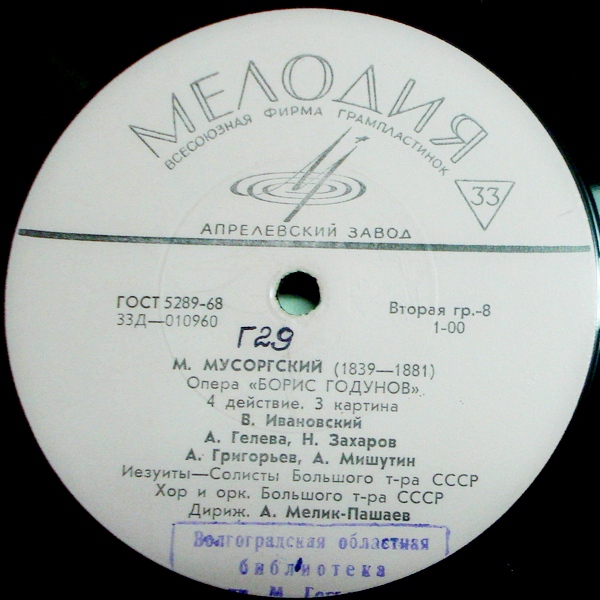 МЕЛОДИЯ
ВСЕСОЮЗНАЯ ФИРМА ГРАМПЛАСТИНОК
33
АПРЕЛЕВСКИЙ ЗАВОД
ГОСТ 5289-68
33Д—010960
Вторая гр.-8
1-00
Г29
М. МУСОРГСКИЙ (1839—1881)
Опера «БОРИС ГОДУНОВ».
4 действие. 3 картина
В. Ивановский
А. Гелева, Н. Захаров
А. Григорьев, А. Мишутин
Иезуиты—Солисты Большого т-ра СССР
Хор и орк. Большого т-ра СССР
Дириж. А. Мелик-Пашаев
Волгоградская областная
библиотека
М.